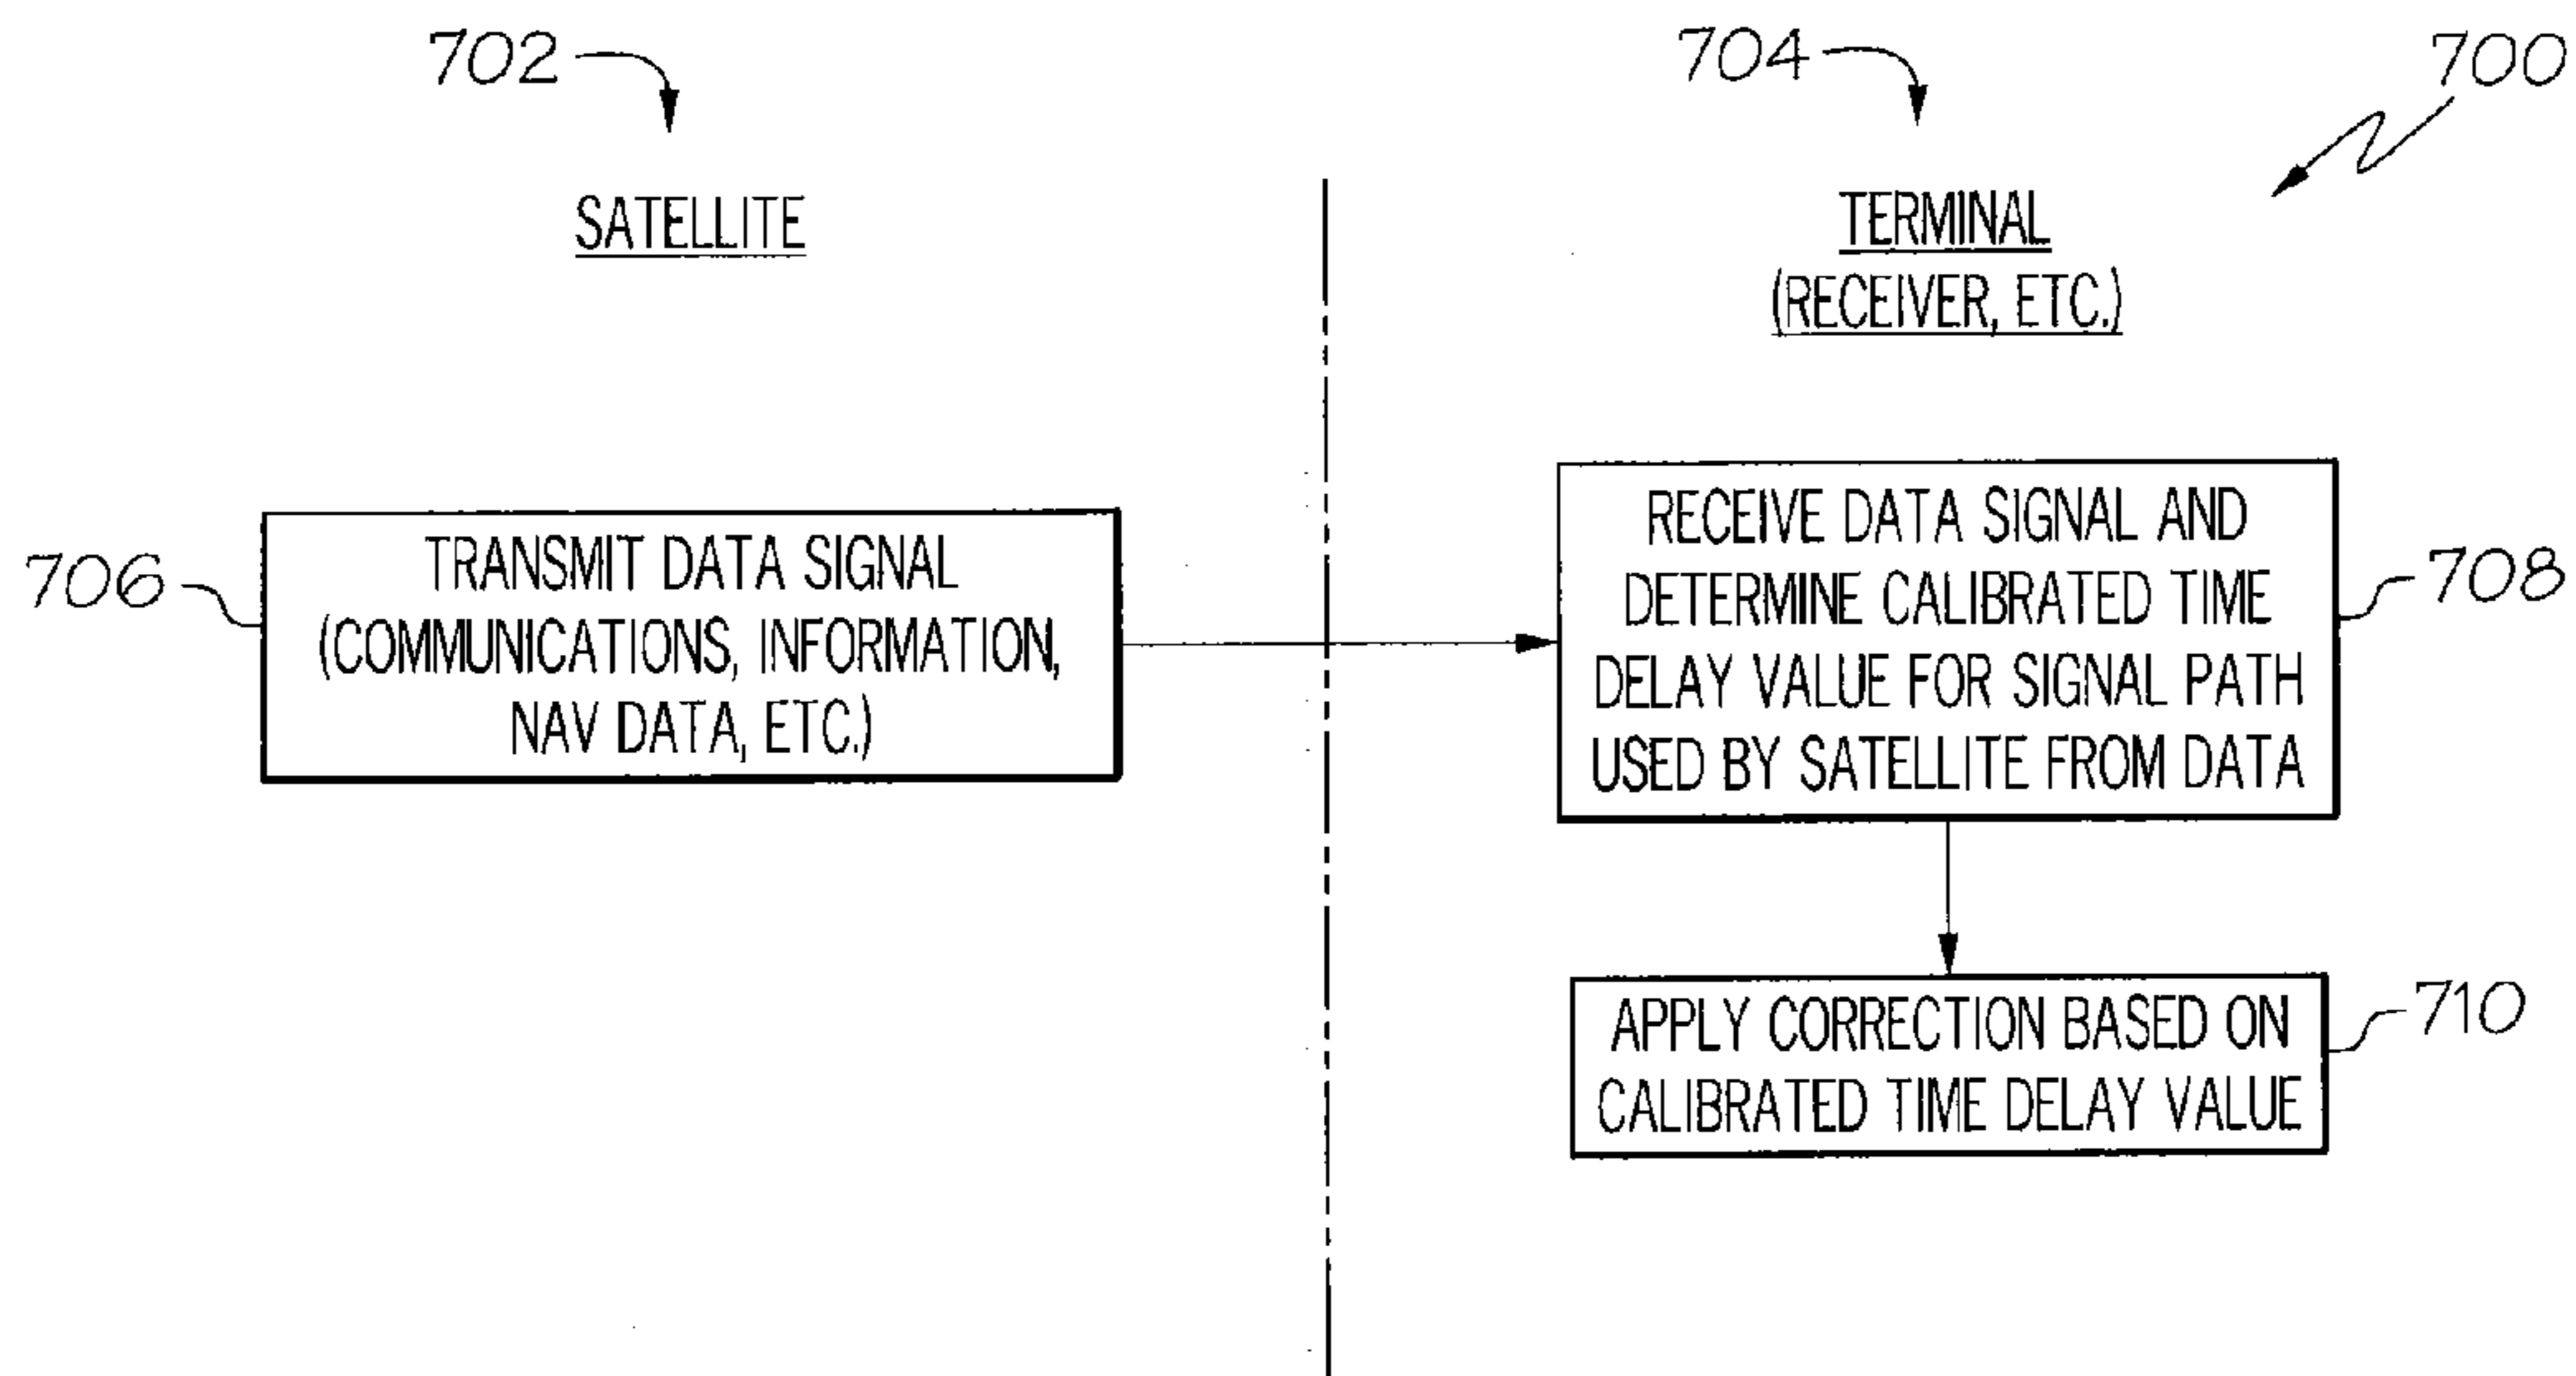 702
704
700
SATELLITE
TERMINAL
(RECEIVER, ETC.)
706
TRANSMIT DATA SIGNAL
(COMMUNICATIONS, INFORMATION,
NAV DATA, ETC.)
RECEIVE DATA SIGNAL AND
DETERMINE CALIBRATED TIME
DELAY VALUE FOR SIGNAL PATH
USED BY SATELLITE FROM DATA
708
APPLY CORRECTION BASED ON
CALIBRATED TIME DELAY VALUE
710